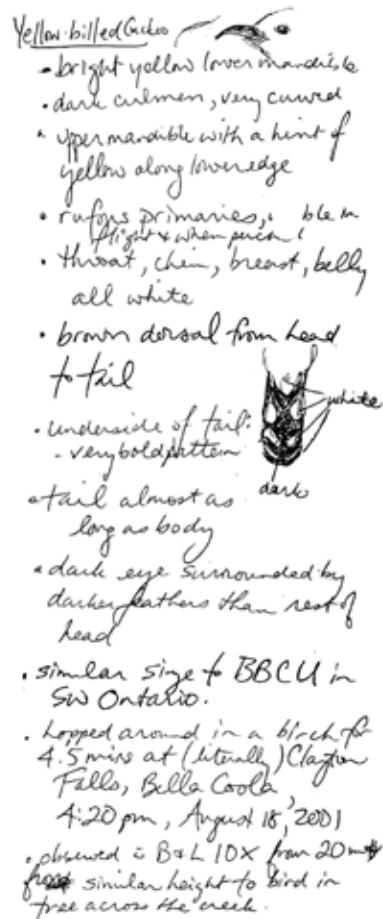 Yellow-billed Cuckoo
• bright yellow lower mandible
• dark culmen, very curved
• upper mandible with a hint of
yellow along lower edge
• rufous primaries,
flight & when
• throat, chin, breast, belly
all white
• brown dorsal from head
to tail
• underside of tail:
- very bold pattern
white
dark
• tail almost as
long as body
• dark eye surrounded by
darker feathers than rest of
head
• similar size to BBCU in
SW Ontario.
• hopped around in a birch for
4.5 mins at (literally) Clayton
Falls, Bella Coola,
4:20 pm, August 18, 2001
• observed c̄ B&L 10X from 20 m
similar height to bird in
tree across the creek.